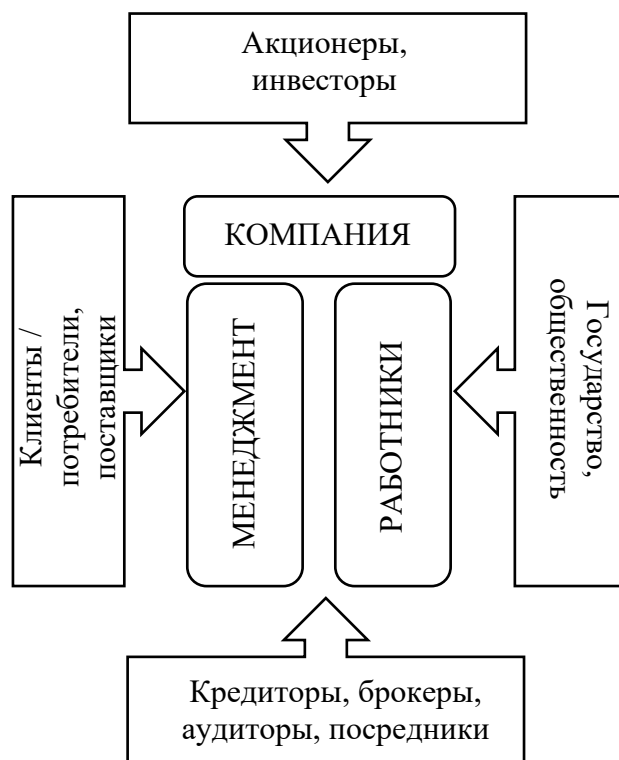 Акционеры,
инвесторы
КОМПАНИЯ
Клиенты /
потребители,
поставщики
МЕНЕДЖМЕНТ
РАБОТНИКИ
Государство,
общественность
Кредиторы, брокеры,
аудиторы, посредники